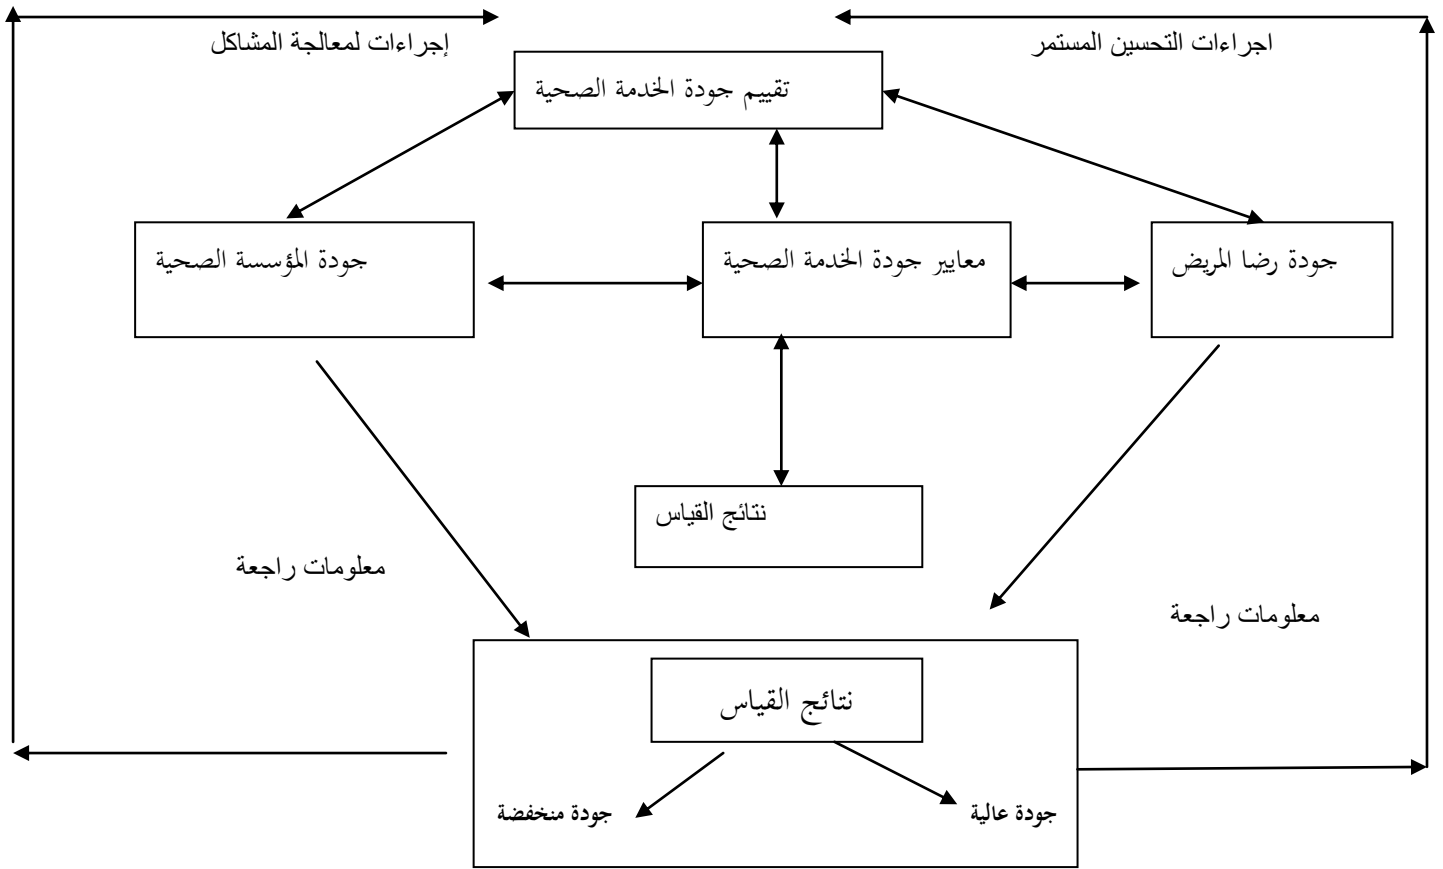 اجراءات التحسين المستمر
إجراءات لمعالجة المشاكل
تقييم جودة الخدمة الصحية
جودة رضا المريض
معايير جودة الخدمة الصحية
جودة المؤسسة الصحية
نتائج القياس
معلومات راجعة
معلومات راجعة
نتائج القياس
جودة عالية
جودة منخفضة